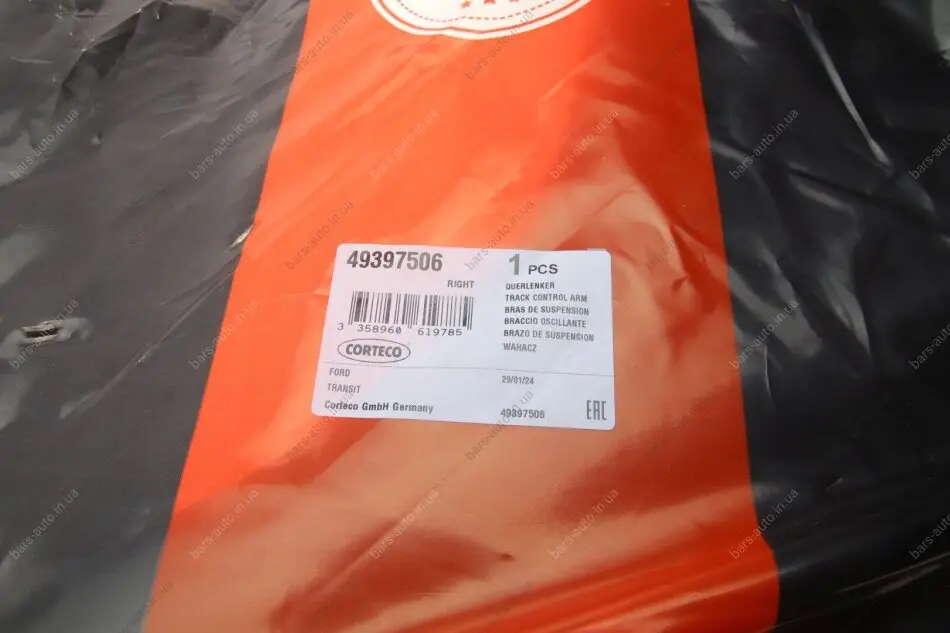 49397506
1 PCS
RIGHT
QUERLENKER
TRACK CONTROL ARM
BRAS DE SUSPENSION
BRACCIO OSCILLANTE
BRAZO DE SUSPENSION
WAHACZ
3 358960 619785
CORTECO
FORD
TRANSIT
29/01/24
Corteco GmbH Germany
49397506
EAC
bars-auto.in.ua